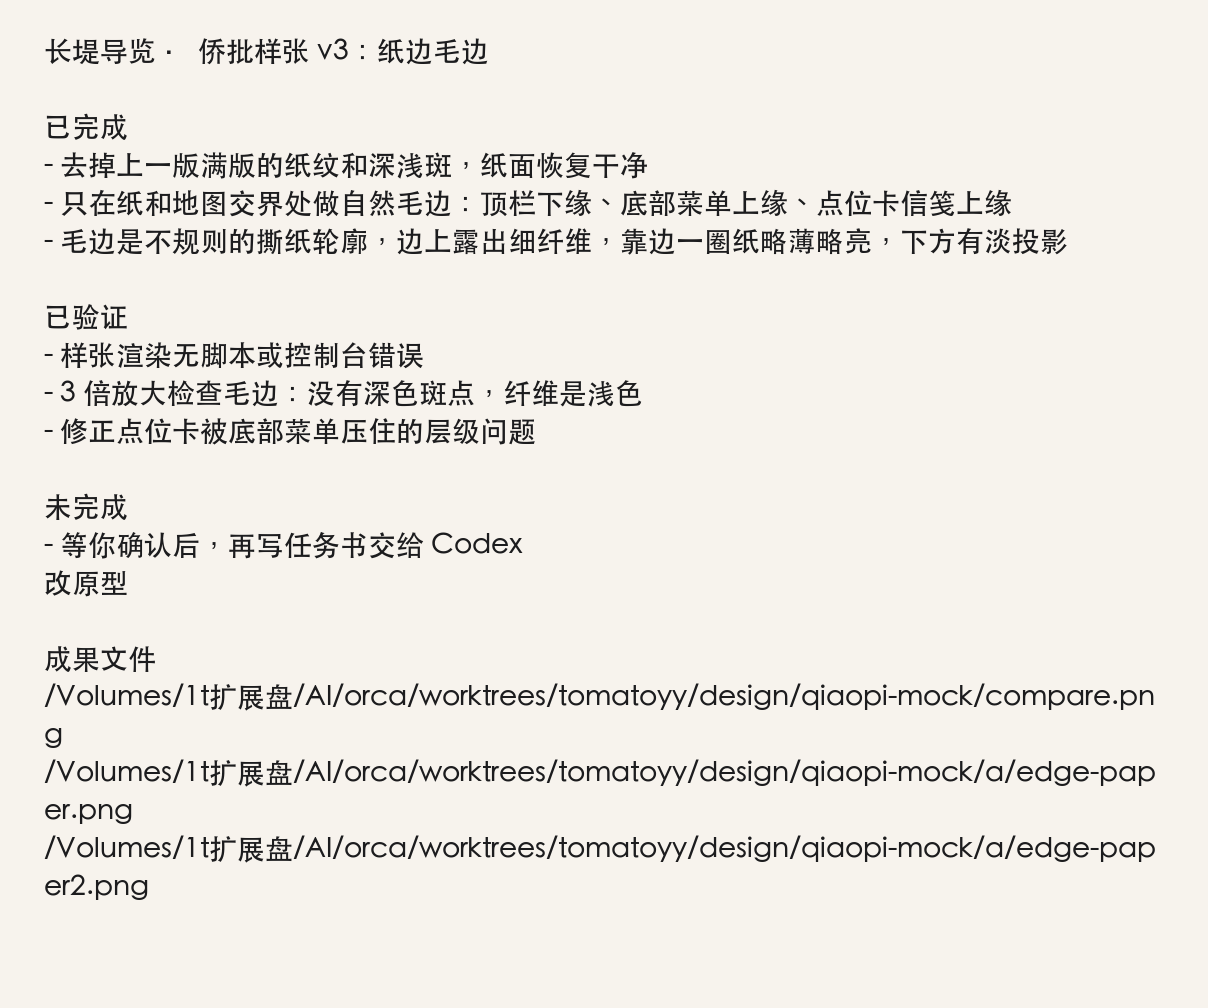 长堤导览 · 侨批样张 v3：纸边毛边
已完成
- 去掉上一版满版的纸纹和深浅斑，纸面恢复干净
- 只在纸和地图交界处做自然毛边：顶栏下缘、底部菜单上缘、点位卡信笺上缘
- 毛边是不规则的撕纸轮廓，边上露出细纤维，靠边一圈纸略薄略亮，下方有淡投影
已验证
- 样张渲染无脚本或控制台错误
- 3 倍放大检查毛边：没有深色斑点，纤维是浅色
- 修正点位卡被底部菜单压住的层级问题
未完成
- 等你确认后，再写任务书交给 Codex
改原型
成果文件
/Volumes/1t扩展盘/AI/orca/worktrees/tomatoyy/design/qiaopi-mock/compare.pn
g
/Volumes/1t扩展盘/AI/orca/worktrees/tomatoyy/design/qiaopi-mock/a/edge-pap
er.png
/Volumes/1t扩展盘/AI/orca/worktrees/tomatoyy/design/qiaopi-mock/a/edge-pap
er2.png